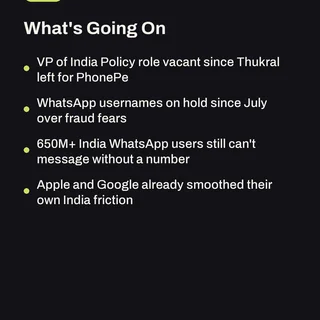 What's Going On
VP of India Policy role vacant since Thukral
left for PhonePe
WhatsApp usernames on hold since July
over fraud fears
650M+ India WhatsApp users still can't
message without a number
Apple and Google already smoothed their
own India friction